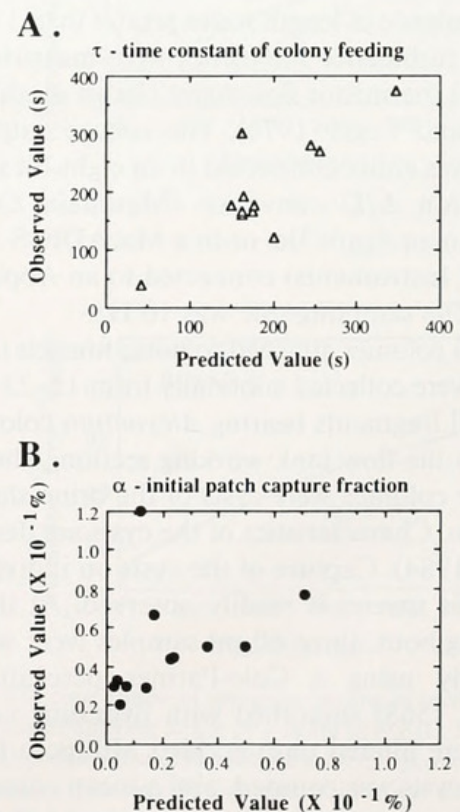 A.
τ - time constant of colony feeding
400
300
200
100
0
Observed Value (s)
0 100 200 300 400
Predicted Value (s)
B
α - initial patch capture fraction
1.2
1.0
0.8
0.6
0.4
0.2
0.0
Observed Value (X 10⁻¹%)
0.0 0.2 0.4 0.6 0.8 1.0 1.2
Predicted Value (X 10⁻¹%)